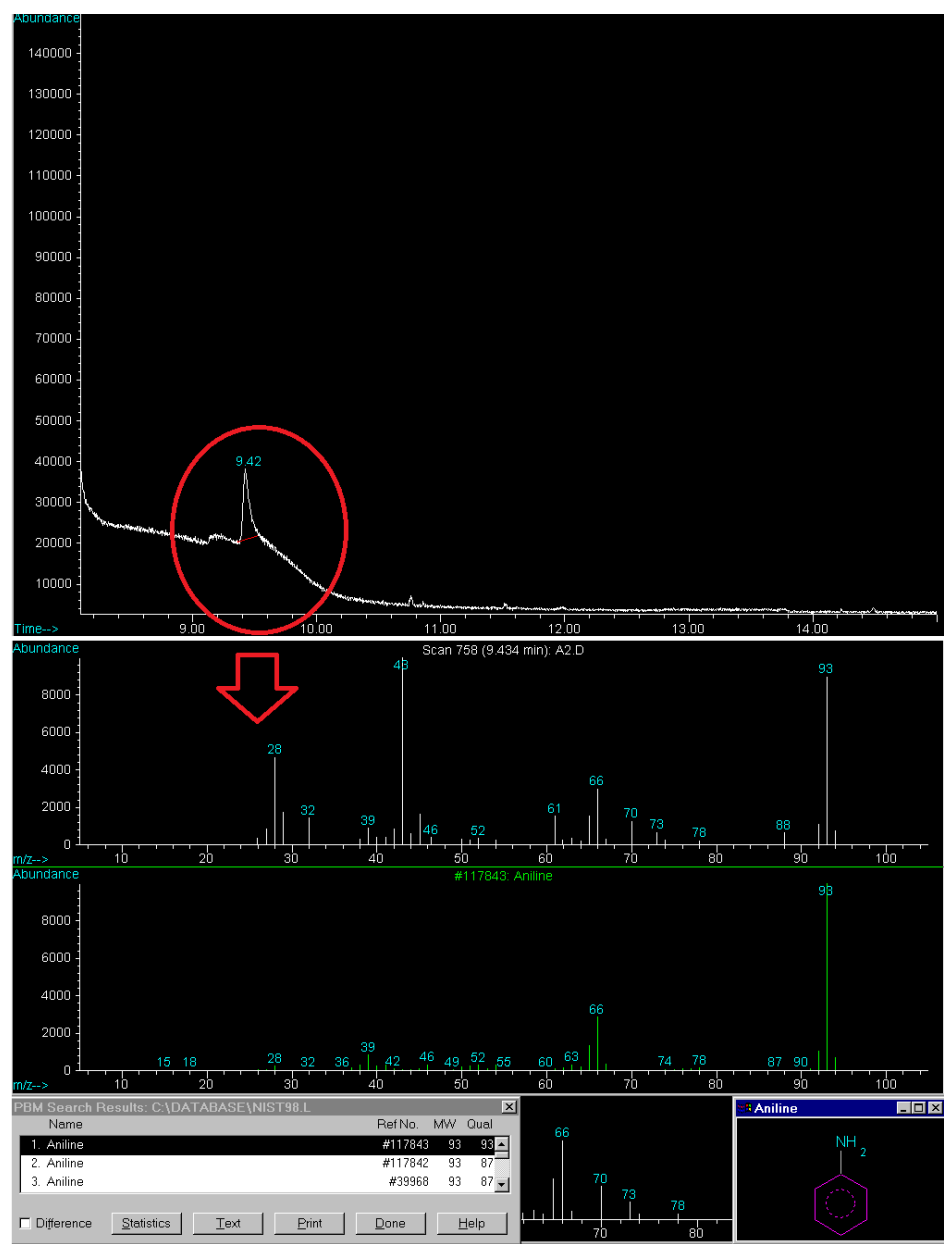 Abundance
140000
130000
120000
110000
100000
90000
80000
70000
60000
50000
40000
30000
20000
10000
9.42
Time-->
9.00 10.00 11.00 12.00 13.00 14.00
Abundance
Scan 758 (9.434 min): A2.D
8000
6000
4000
2000
0
28 32 39 43 46 52 61 66 70 73 78 88 93
m/z-->
10 20 30 40 50 60 70 80 90 100
Abundance
#117843: Aniline
8000
6000
4000
2000
0
15 18 28 32 36 39 42 46 49 52 55 60 63 66 74 78 87 90 93
m/z-->
10 20 30 40 50 60 70 80 90 100
PBM Search Results: C:\DATABASE\NIST98.L
Name Ref No. MW Qual
1. Aniline #117843 93 93
2. Aniline #117842 93 87
3. Aniline #39968 93 87
Difference Statistics Text Print Done Help
66
70
73
78
70 80
Aniline
NH2